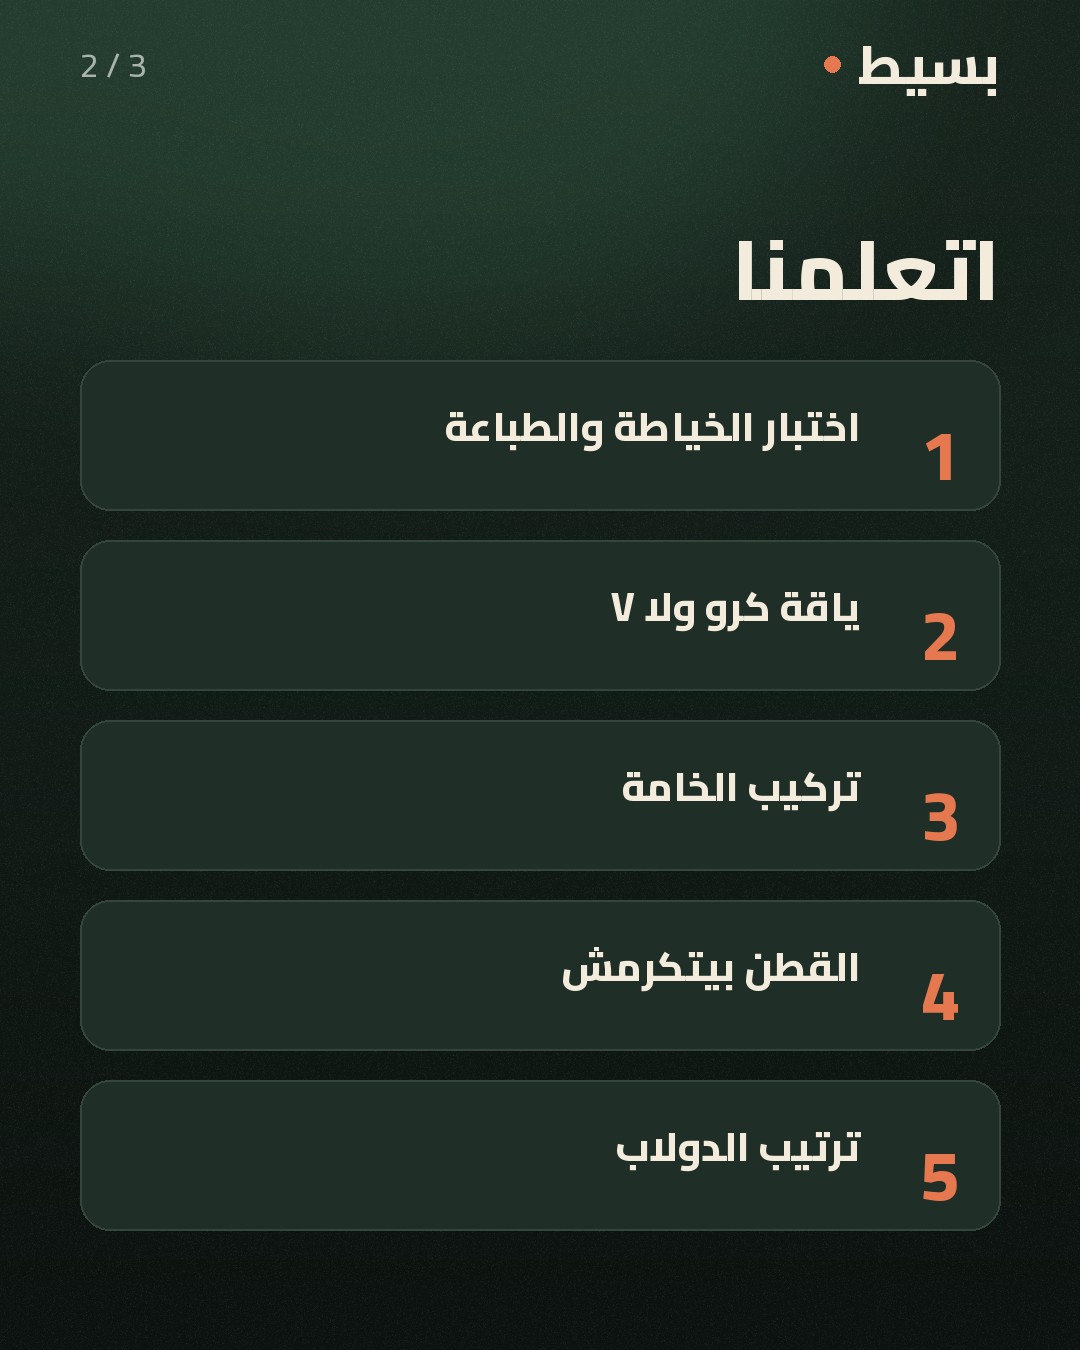 بسيط
2 / 3
اتعلمنا
1 اختبار الخياطة والطباعة
2 ياقة كرو ولا V
3 تركيب الخامة
4 القطن بيتكرمش
5 ترتيب الدولاب